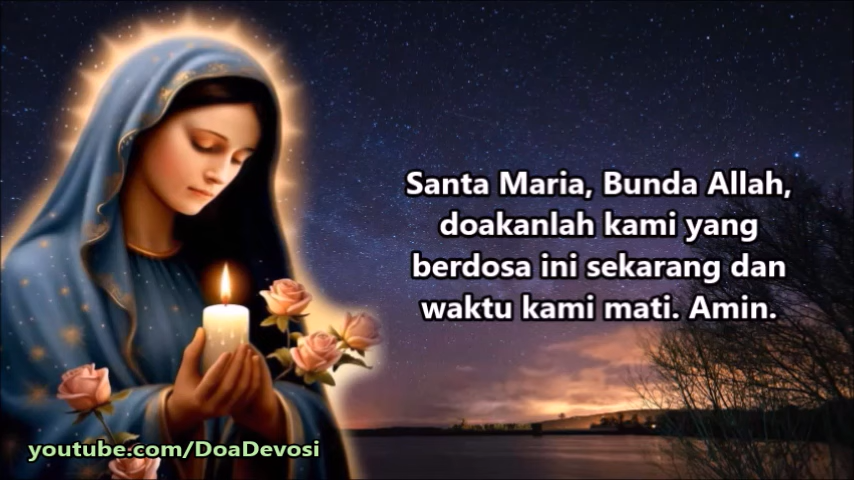 Santa Maria, Bunda Allah,
doakanlah kami yang
berdosa ini sekarang dan
waktu kami mati. Amin.
youtube.com/DoaDevosi